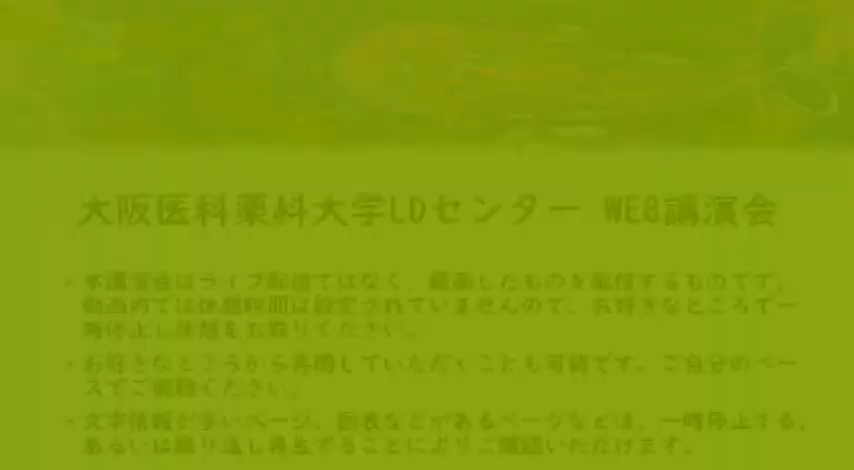 大阪医科薬科大学LDセンター WEB講演会
・本講演会はライブ配信ではなく、録画したものを配信するものです。
動画内では休憩時間は設定されていませんので、お好きなところで一
時停止し休憩をお取りください。
・お好きなところから再開していただくことも可能です。ご自分のペー
スでご視聴ください。
・文字情報が多いページ、図表などがあるページなどは、一時停止する、
あるいは繰り返し再生することによりご確認いただけます。